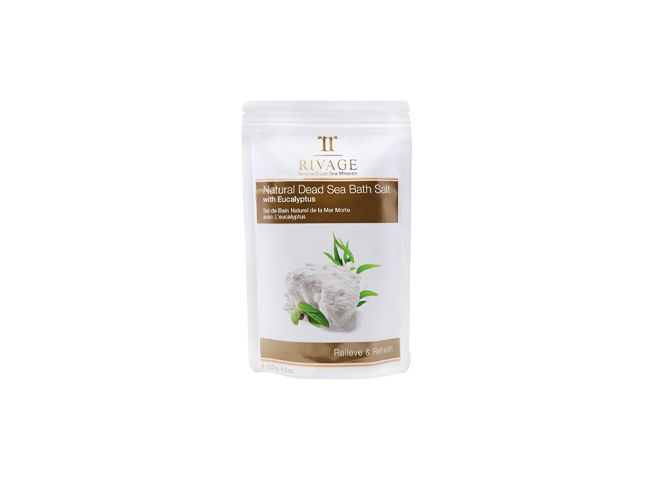 RIVAGE
Natural Dead Sea Minerals
Natural Dead Sea Bath Salt
with Eucalyptus
Sel de Bain Naturel de la Mer Morte
avec L'eucalyptus
Relieve & Refresh